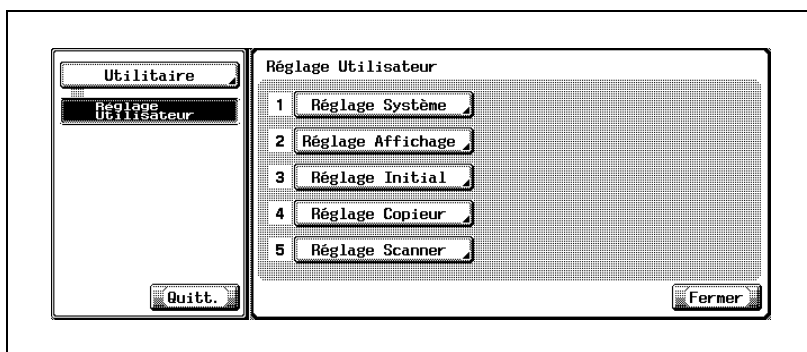 Utilitaire
Réglage
Utilisateur
Quitt.
Réglage Utilisateur
1 Réglage Système
2 Réglage Affichage
3 Réglage Initial
4 Réglage Copieur
5 Réglage Scanner
Fermer